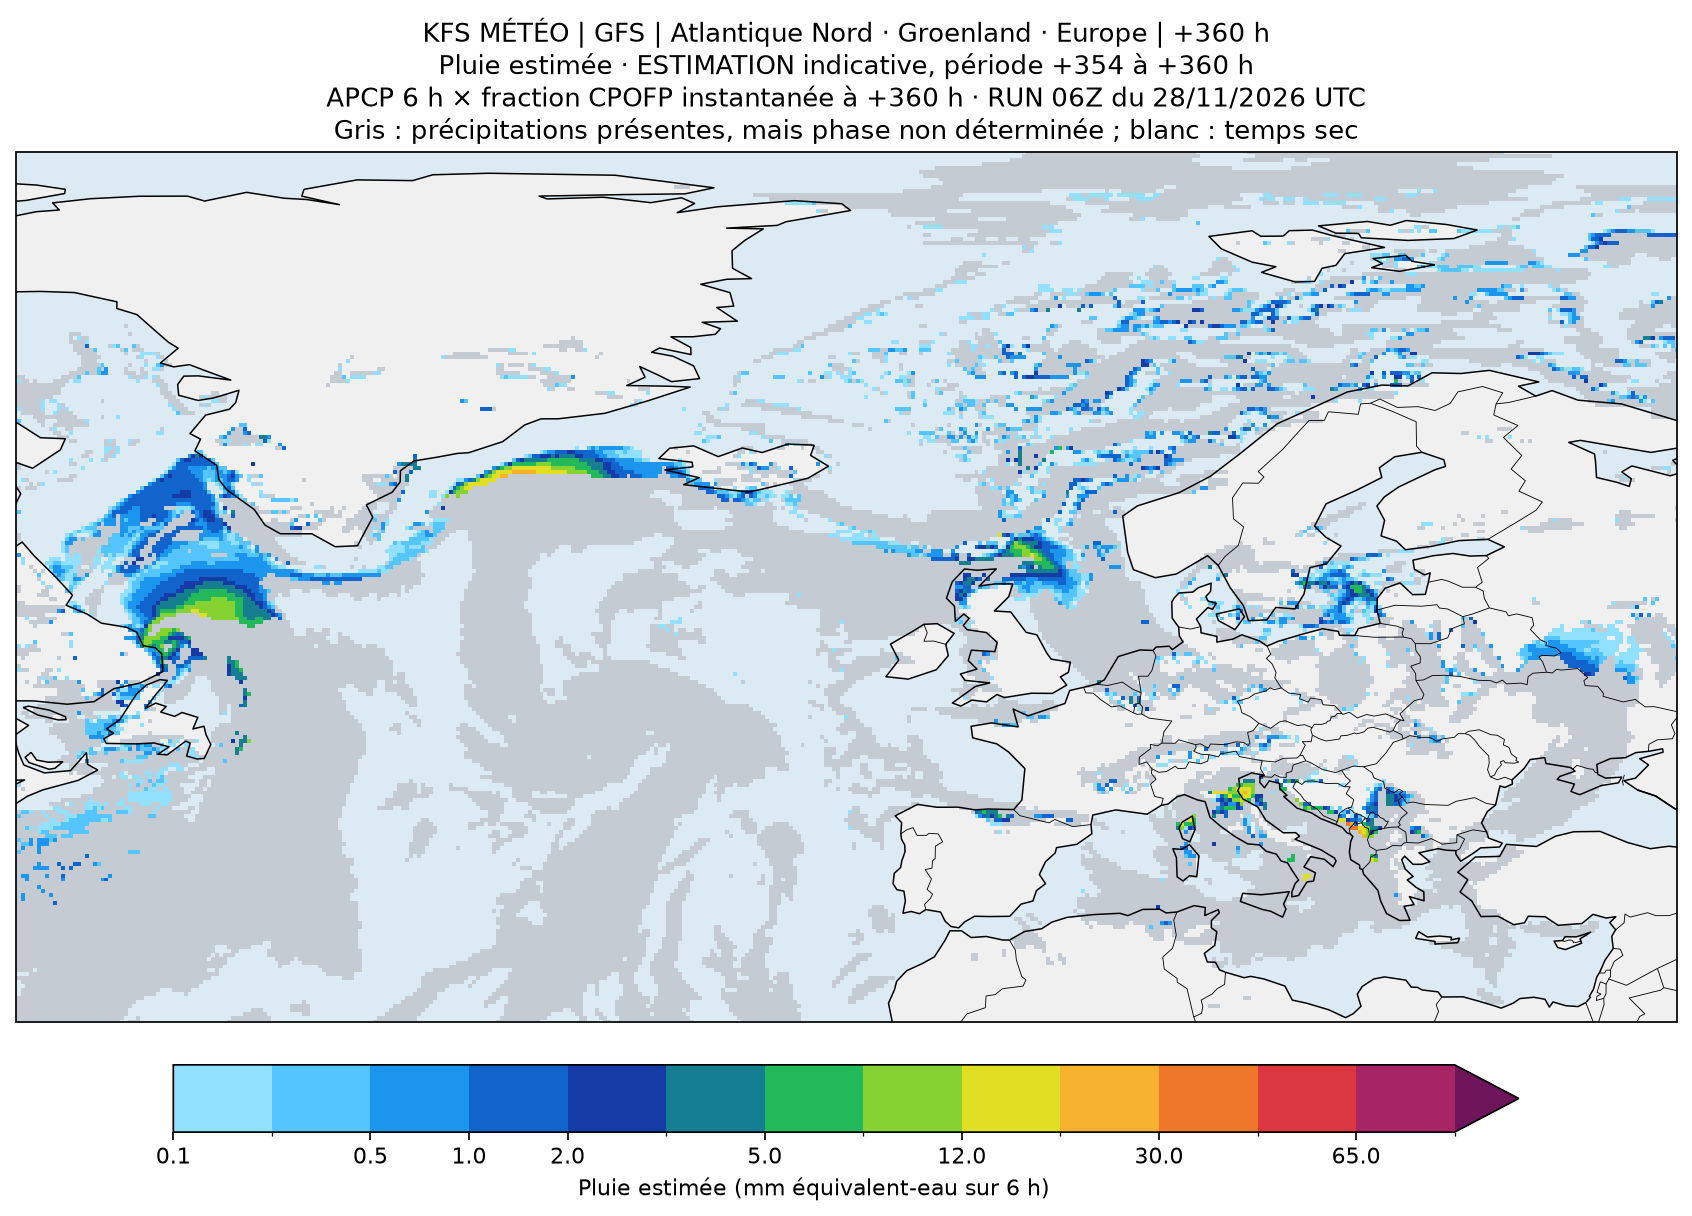 KFS MÉTÉO | GFS | Atlantique Nord · Groenland · Europe | +360 h
Pluie estimée · ESTIMATION indicative, période +354 à +360 h
APCP 6 h × fraction CPOFP instantanée à +360 h · RUN 06Z du 28/11/2026 UTC
Gris : précipitations présentes, mais phase non déterminée ; blanc : temps sec
0.1 0.5 1.0 2.0 5.0 12.0 30.0 65.0
Pluie estimée (mm équivalent-eau sur 6 h)